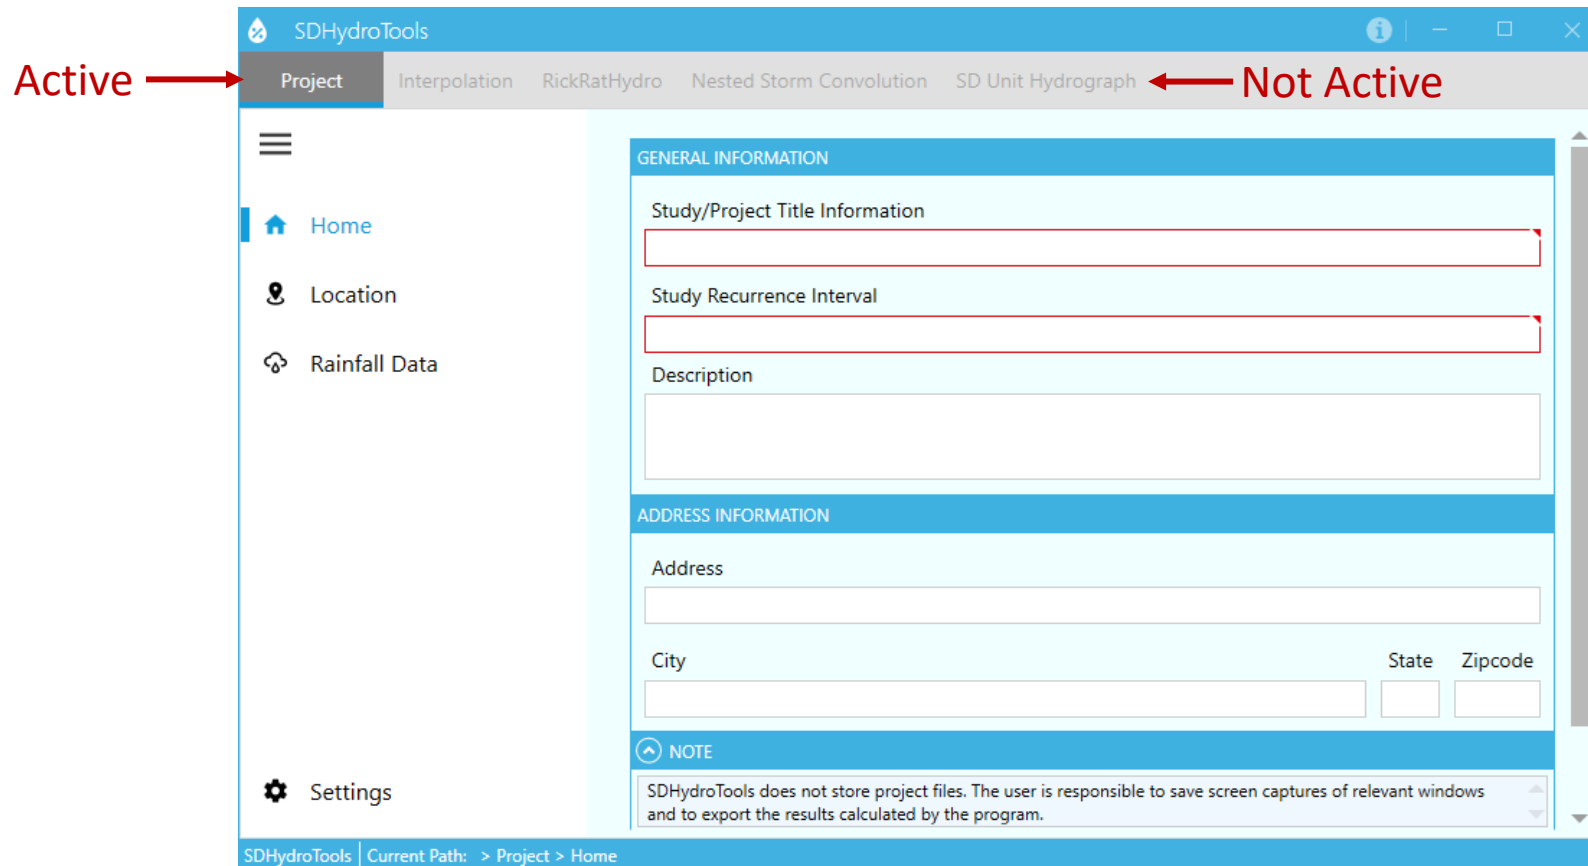 SDHydroTools
Active
Project Interpolation RickRatHydro Nested Storm Convolution SD Unit Hydrograph
Not Active
Home
Location
Rainfall Data
Settings
GENERAL INFORMATION
Study/Project Title Information
Study Recurrence Interval
Description
ADDRESS INFORMATION
Address
City State Zipcode
NOTE
SDHydroTools does not store project files. The user is responsible to save screen captures of relevant windows
and to export the results calculated by the program.
SDHydroTools Current Path: > Project > Home